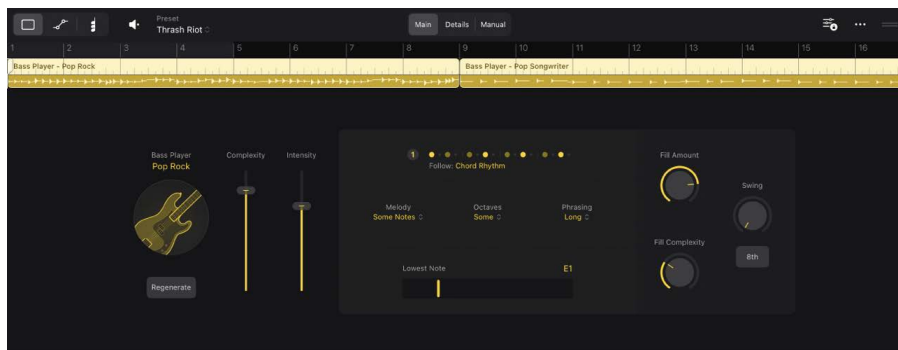 Preset
Thrash Riot
Main Details Manual
1 2 3 4 5 6 7 8 9 10 11 12 13 14 15 16
Bass Player - Pop Rock Bass Player - Pop Songwriter
Bass Player
Pop Rock
Complexity
Intensity
Regenerate
1
Follow: Chord Rhythm
Melody
Some Notes
Octaves
Some
Phrasing
Long
Lowest Note E1
Fill Amount
Fill Complexity
Swing
8th